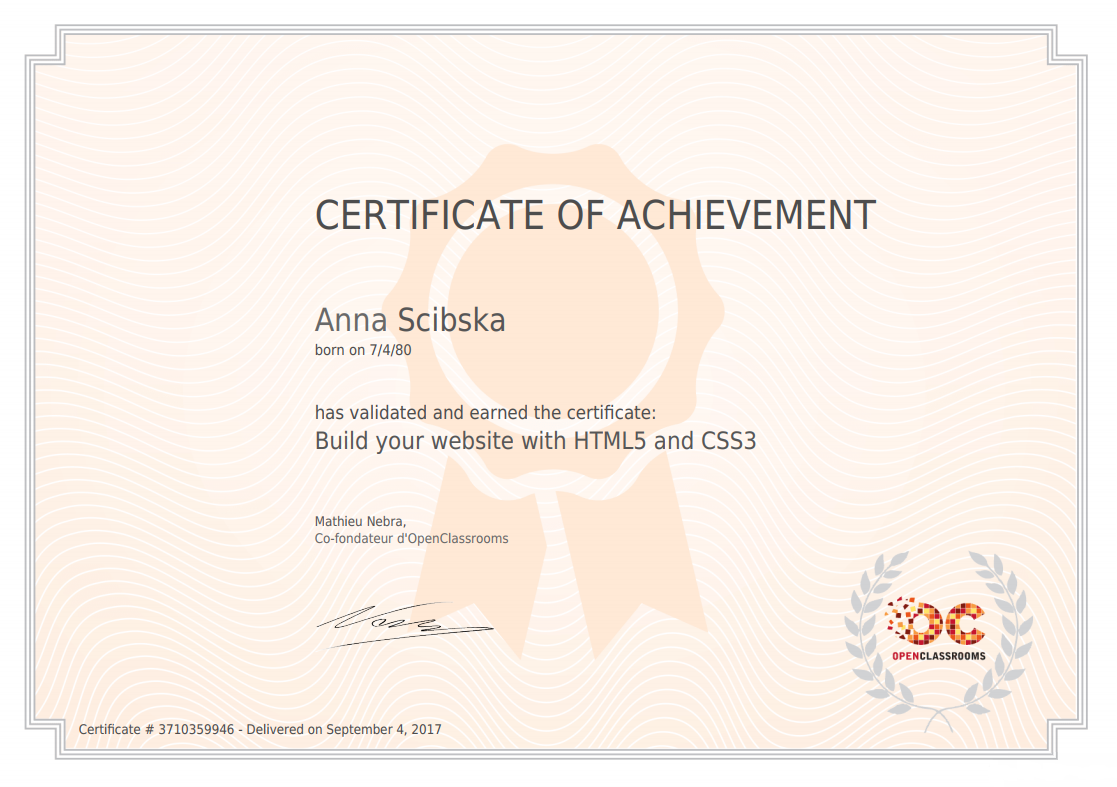 CERTIFICATE OF ACHIEVEMENT
Anna Scibska
born on 7/4/80
has validated and earned the certificate:
Build your website with HTML5 and CSS3
Mathieu Nebra,
Co-fondateur d'OpenClassrooms
OC
OPENCLASSROOMS
Certificate # 3710359946 - Delivered on September 4, 2017